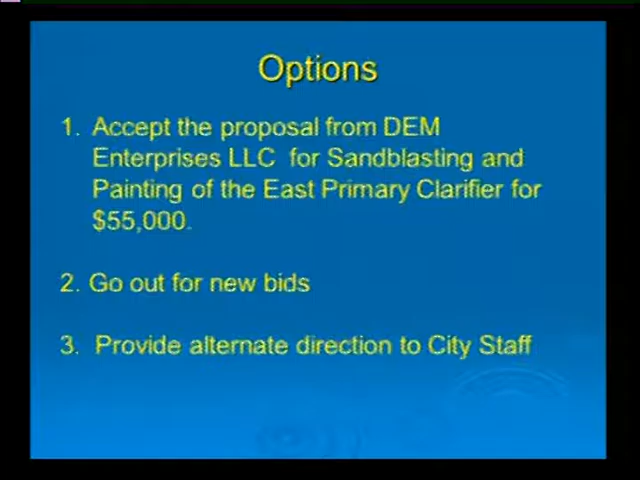 Options
1. Accept the proposal from DEM
Enterprises LLC for Sandblasting and
Painting of the East Primary Clarifier for
$55,000.
2. Go out for new bids
3. Provide alternate direction to City Staff